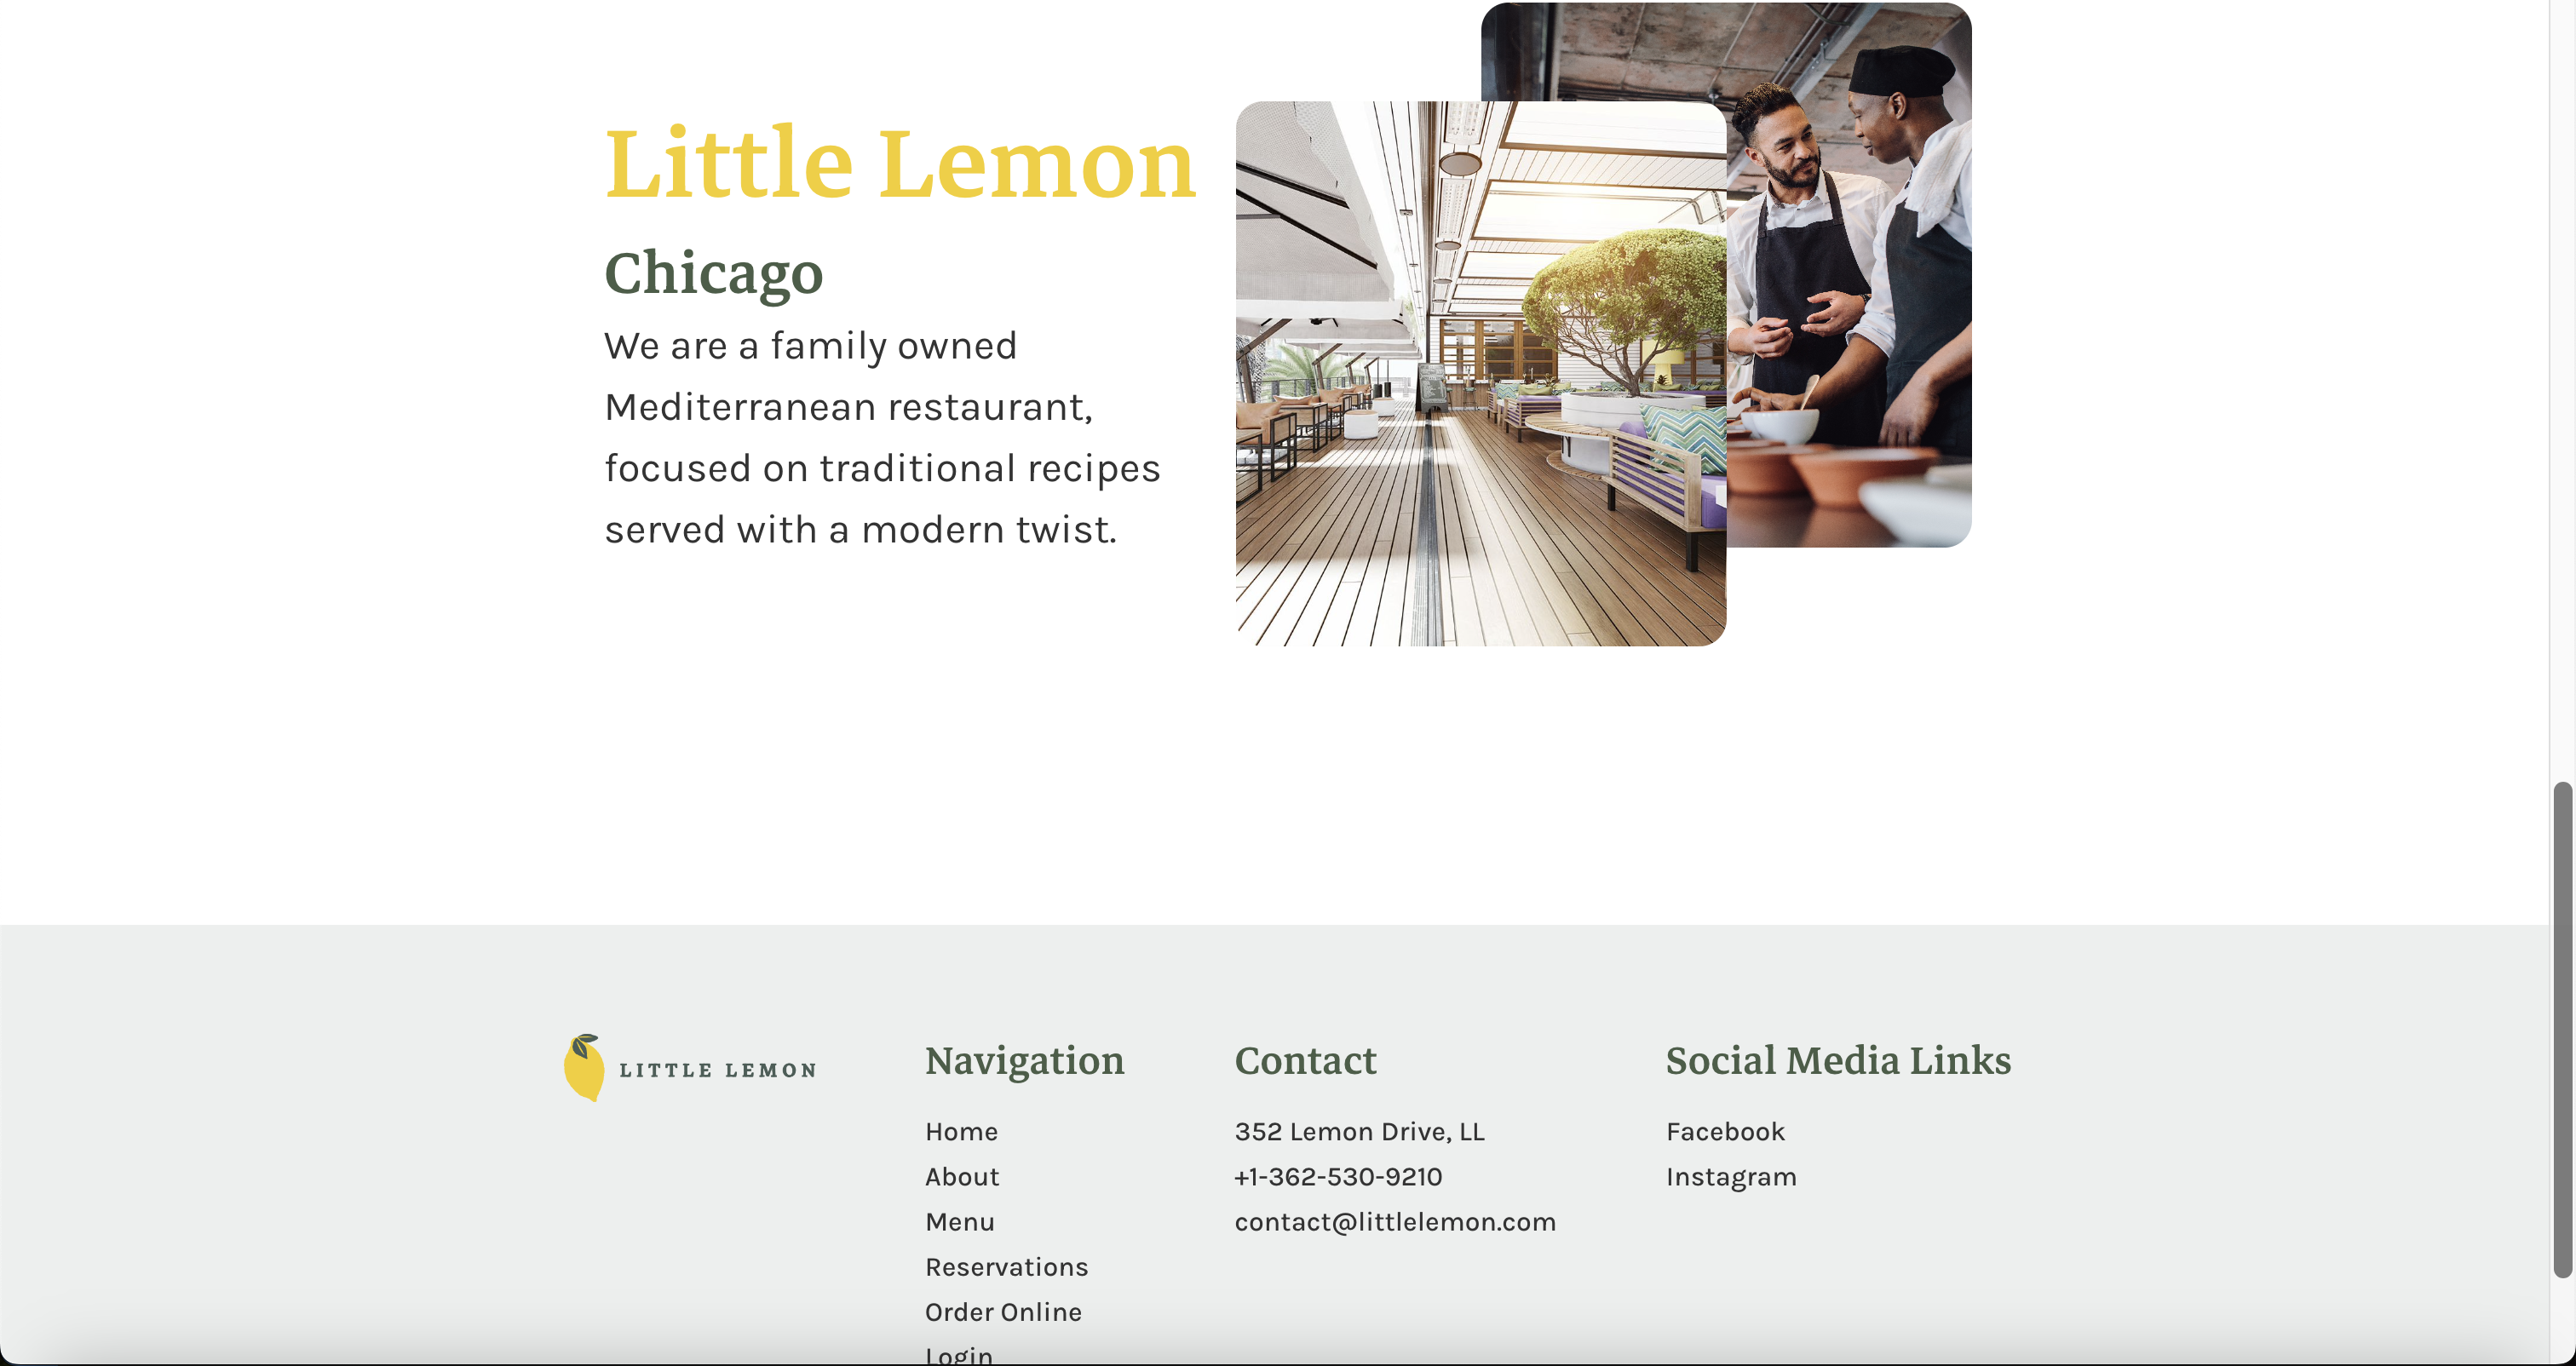 Little Lemon
Chicago
We are a family owned
Mediterranean restaurant,
focused on traditional recipes
served with a modern twist.
LITTLE LEMON
Navigation
Home
About
Menu
Reservations
Order Online
Login
Contact
352 Lemon Drive, LL
+1-362-530-9210
contact@littlelemon.com
Social Media Links
Facebook
Instagram